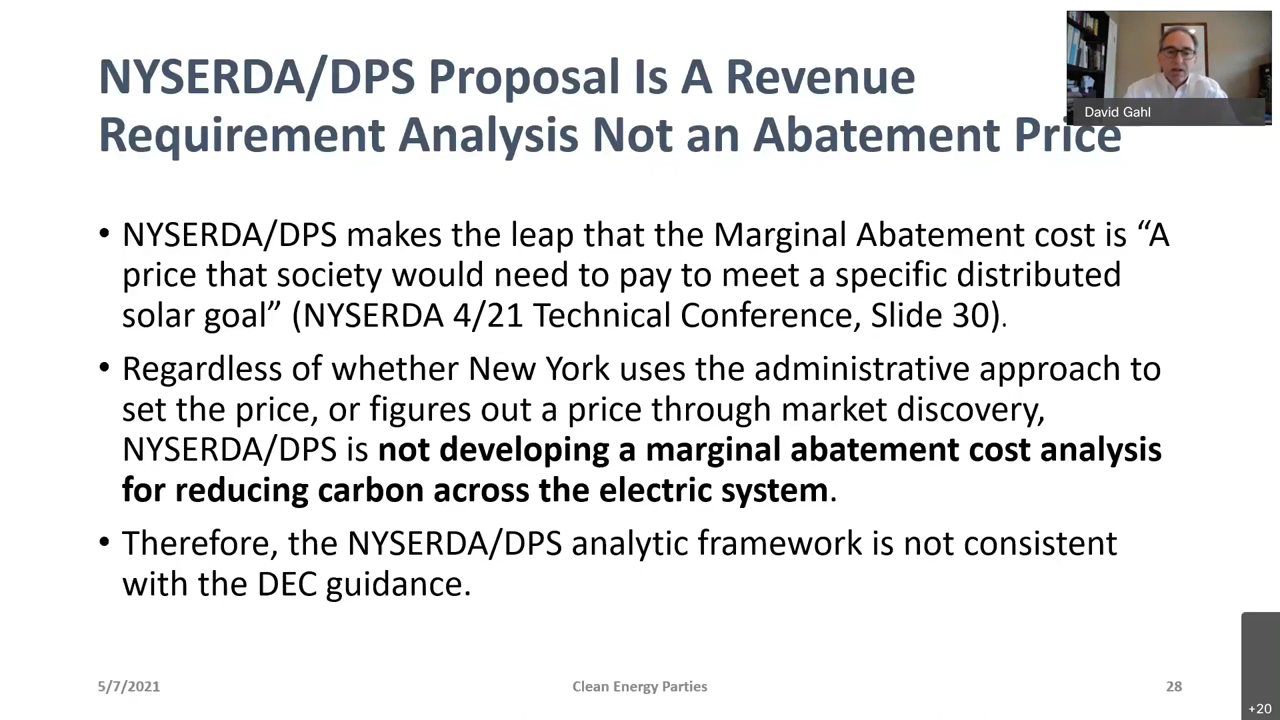 NYSERDA/DPS Proposal Is A Revenue
Requirement Analysis Not an Abatement Price
David Gahl
• NYSERDA/DPS makes the leap that the Marginal Abatement cost is “A
price that society would need to pay to meet a specific distributed
solar goal” (NYSERDA 4/21 Technical Conference, Slide 30).
• Regardless of whether New York uses the administrative approach to
set the price, or figures out a price through market discovery,
NYSERDA/DPS is not developing a marginal abatement cost analysis
for reducing carbon across the electric system.
• Therefore, the NYSERDA/DPS analytic framework is not consistent
with the DEC guidance.
5/7/2021
Clean Energy Parties
28
+20